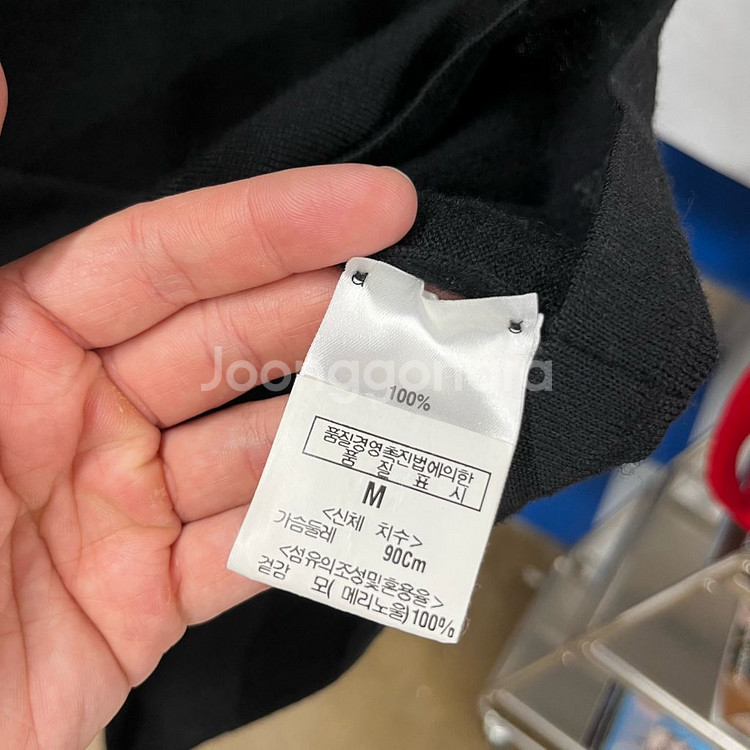 Joonggonara
100%
품질경영촉진법에의한
품 질 표 시
M
<신체 치수>
가슴둘레 90Cm
<섬유의조성및혼용율>
겉감 모( 메리노울)100%